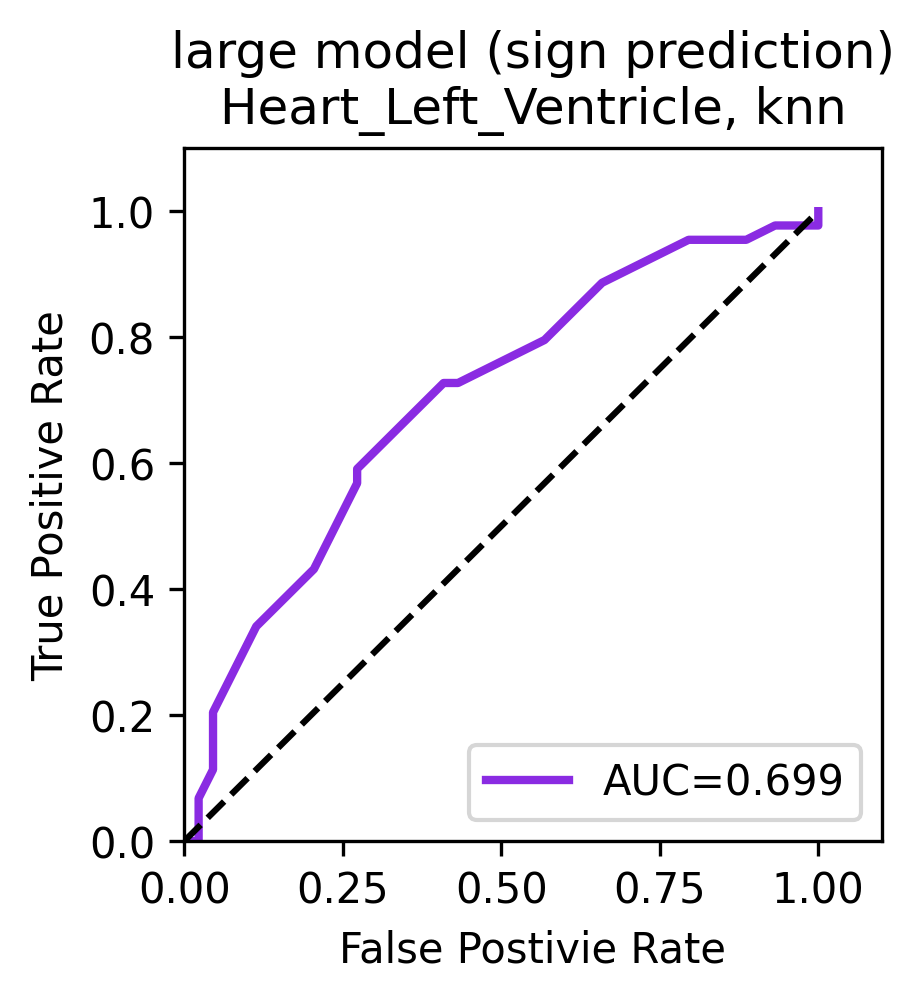 large model (sign prediction)
Heart_Left_Ventricle, knn
True Positive Rate
1.0
0.8
0.6
0.4
0.2
0.0
AUC=0.699
0.00 0.25 0.50 0.75 1.00
False Postivie Rate